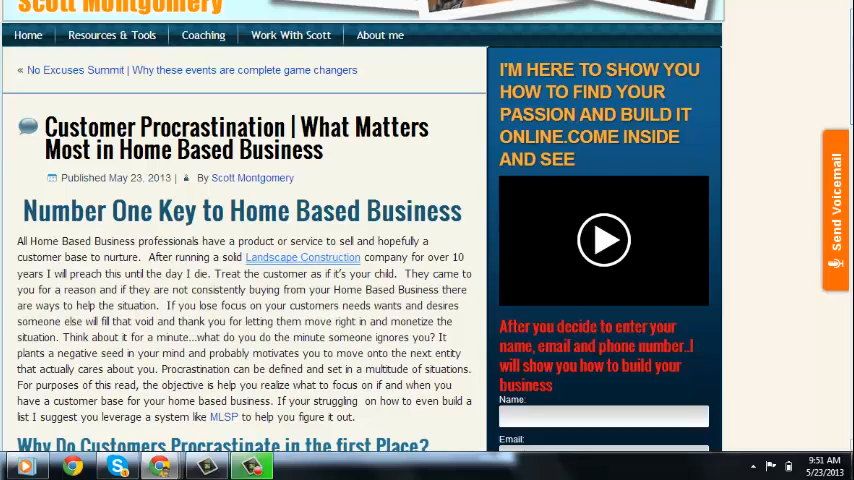 Scott Montgomery
Home
Resources & Tools
Coaching
Work With Scott
About me
« No Excuses Summit | Why these events are complete game changers
Customer Procrastination | What Matters
Most in Home Based Business
Published May 23, 2013 |
By Scott Montgomery
Number One Key to Home Based Business
All Home Based Business professionals have a product or service to sell and hopefully a
customer base to nurture.  After running a solid Landscape Construction company for over 10
years I will preach this until the day I die. Treat the customer as if it's your child.  They came to
you for a reason and if they are not consistently buying from your Home Based Business there
are ways to help the situation.  If you lose focus on your customers needs wants and desires
someone else will fill that void and thank you for letting them move right in and monetize the
situation. Think about it for a minute...what do you do the minute someone ignores you? It
plants a negative seed in your mind and probably motivates you to move onto the next entity
that actually cares about you. Procrastination can be defined and set in a multitude of situations.
For purposes of this read, the objective is help you realize what to focus on if and when you
have a customer base for your home based business. If your struggling  on how to even build a
list I suggest you leverage a system like MLSP to help you figure it out.
Why Do Customers Procrastinate in the first Place?
I'M HERE TO SHOW YOU
HOW TO FIND YOUR
PASSION AND BUILD IT
ONLINE.COME INSIDE
AND SEE
After you decide to enter your
name, email and phone number..I
will show you how to build your
business
Name:
Email:
Send Voicemail
9:51 AM
5/23/2013